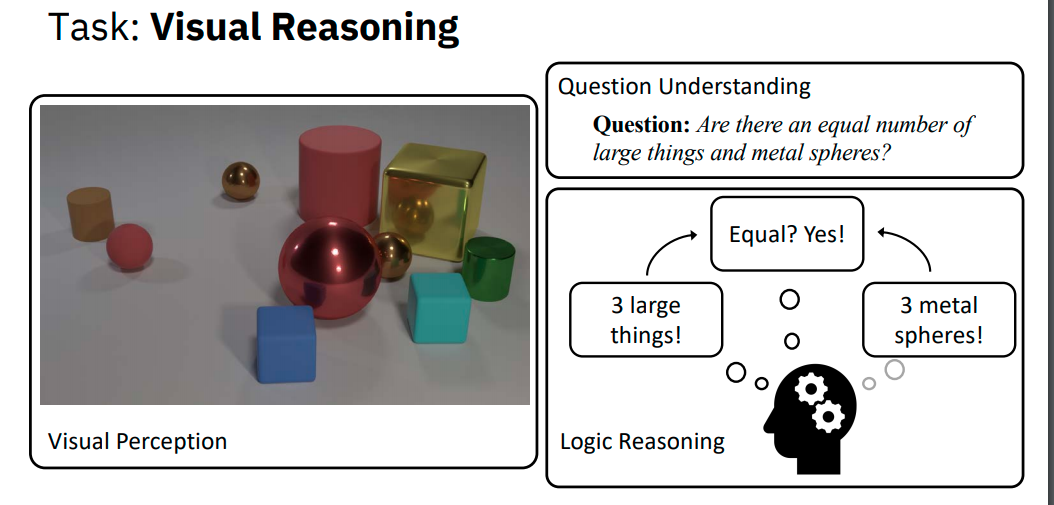 Task: Visual Reasoning
Visual Perception
Question Understanding
Question: Are there an equal number of
large things and metal spheres?
Equal? Yes!
3 large
things!
3 metal
spheres!
Logic Reasoning